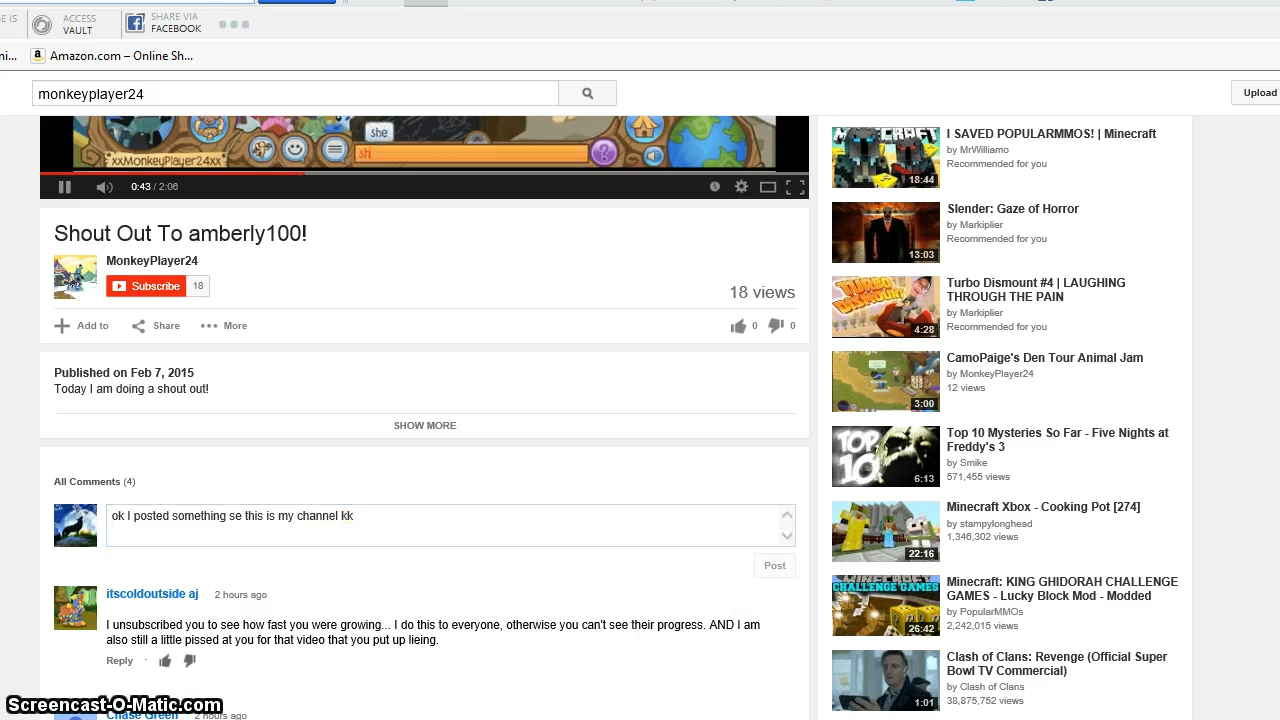 ACCESS
VAULT
SHARE VIA
FACEBOOK
Amazon.com – Online Sh...
monkeyplayer24
Upload
she
xxMonkeyPlayer24xx
sh
0:43 / 2:06
Shout Out To amberly100!
MonkeyPlayer24
Subscribe 18
18 views
Add to Share More
0 0
Published on Feb 7, 2015
Today I am doing a shout out!
SHOW MORE
All Comments (4)
ok I posted something se this is my channel kk
Post
itscoldoutside aj
I unsubscribed you to see how fast you were growing... I do this to everyone, otherwise you can't see their progress. AND I am
also still a little pissed at you for that video that you put up lieing.
Reply
Chase Green 2 hours ago
Screencast-O-Matic.com
MINECRAFT
18:44
I SAVED POPULARMMOS! | Minecraft
by MrWilliamo
Recommended for you
13:03
Slender: Gaze of Horror
by Markiplier
Recommended for you
TURBO
DISMOUNT
4:28
Turbo Dismount #4 | LAUGHING
THROUGH THE PAIN
by Markiplier
Recommended for you
3:00
CamoPaige's Den Tour Animal Jam
by MonkeyPlayer24
12 views
TOP
10
6:13
Top 10 Mysteries So Far - Five Nights at
Freddy's 3
by Smike
571,455 views
22:16
Minecraft Xbox - Cooking Pot [274]
by stampylonghead
1,346,302 views
MINECRAFT
CHALLENGE GAMES
26:42
Minecraft: KING GHIDORAH CHALLENGE
GAMES - Lucky Block Mod - Modded
by PopularMMOs
2,242,015 views
1:01
Clash of Clans: Revenge (Official Super
Bowl TV Commercial)
by Clash of Clans
38,875,752 views